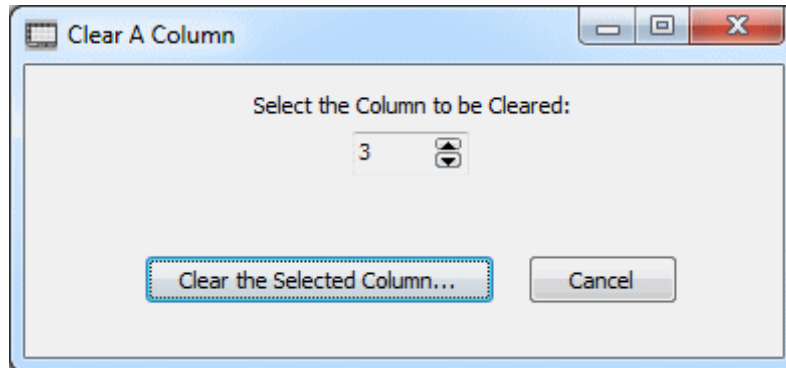 Clear A Column
Select the Column to be Cleared:
3
Clear the Selected Column...
Cancel